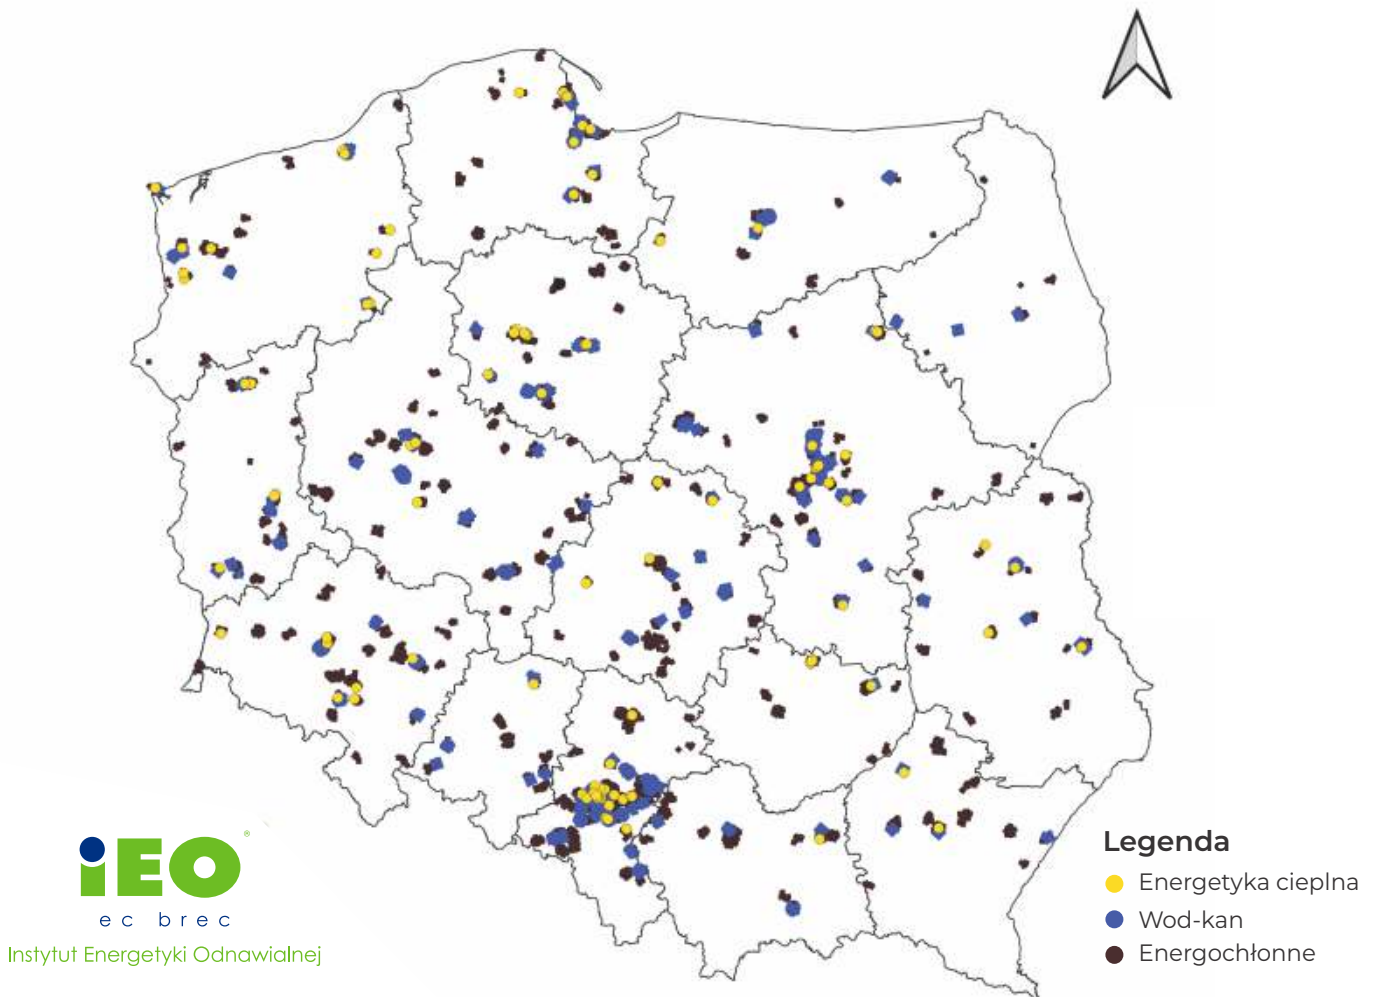 iEO®
ec brec
Instytut Energetyki Odnawialnej
Legenda
Energetyka cieplna
Wod-kan
Energochłonne